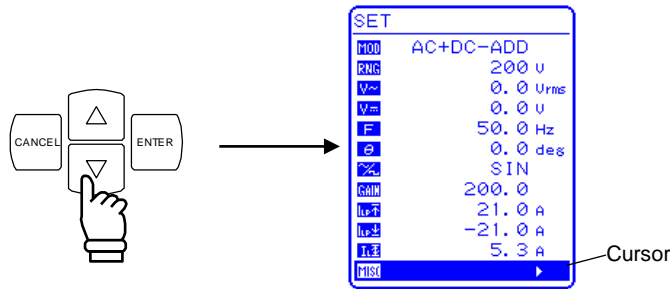 SET
MOD AC+DC-ADD
RNG 200 V
V~ 0.0 Vrms
V⎓ 0.0 V
F 50.0 Hz
θ 0.0 deg
SIN
GAIN 200.0
21.0 A
-21.0 A
5.3 A
MISC
CANCEL
ENTER
Cursor